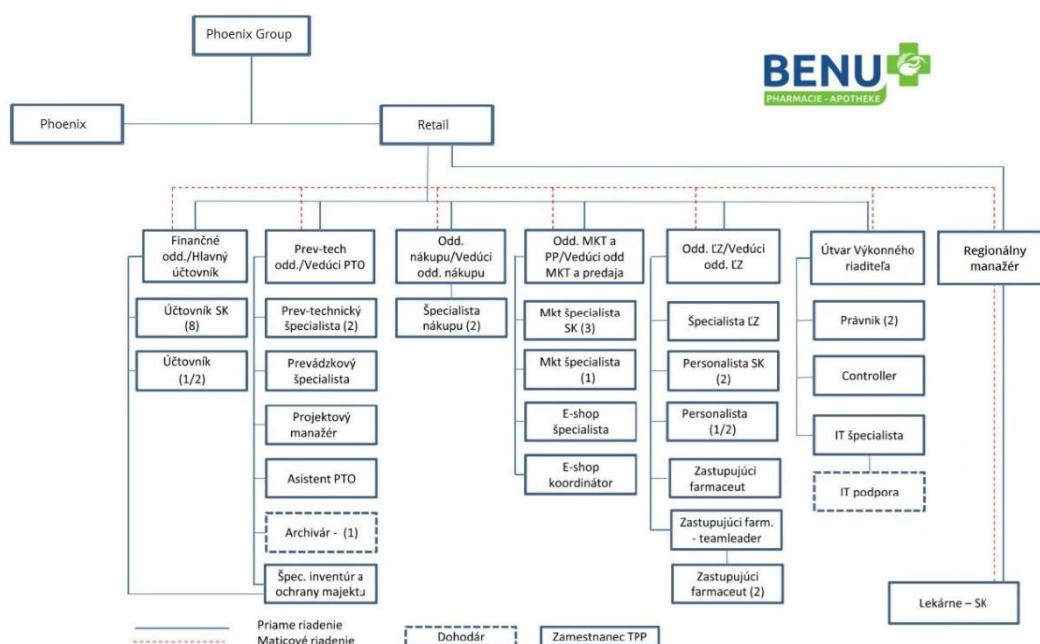 Phoenix Group
BENU
PHARMACIE - APOTHEKE
Phoenix
Retail
Finančné
odd./Hlavný
účtovník
Prev-tech
odd./Vedúci PTO
Odd.
nákupu/Vedúci
odd. nákupu
Odd. MKT a
PP/Vedúci odd
MKT a predaja
Odd. ĽZ/Vedúci
odd. ĽZ
Útvar Výkonného
riaditeľa
Regionálny
manažér
Účtovník SK
(8)
Účtovník
(1/2)
Prev-technický
špecialista (2)
Prevádzkový
špecialista
Projektový
manažér
Asistent PTO
Archivár - (1)
Špec. inventúr a
ochrany majektu
Špecialista
nákupu (2)
Mkt špecialista
SK (3)
Mkt špecialista
(1)
E-shop
špecialista
E-shop
koordinátor
Špecialista ĽZ
Personalista SK
(2)
Personalista
(1/2)
Zastupujúci
farmaceut
Zastupujúci farm.
- teamleader
Zastupujúci
farmaceut (2)
Právnik (2)
Controller
IT špecialista
IT podpora
Lekárne – SK
Priame riadenie
Maticové riadenie
Dohodár
Zamestnanec TPP